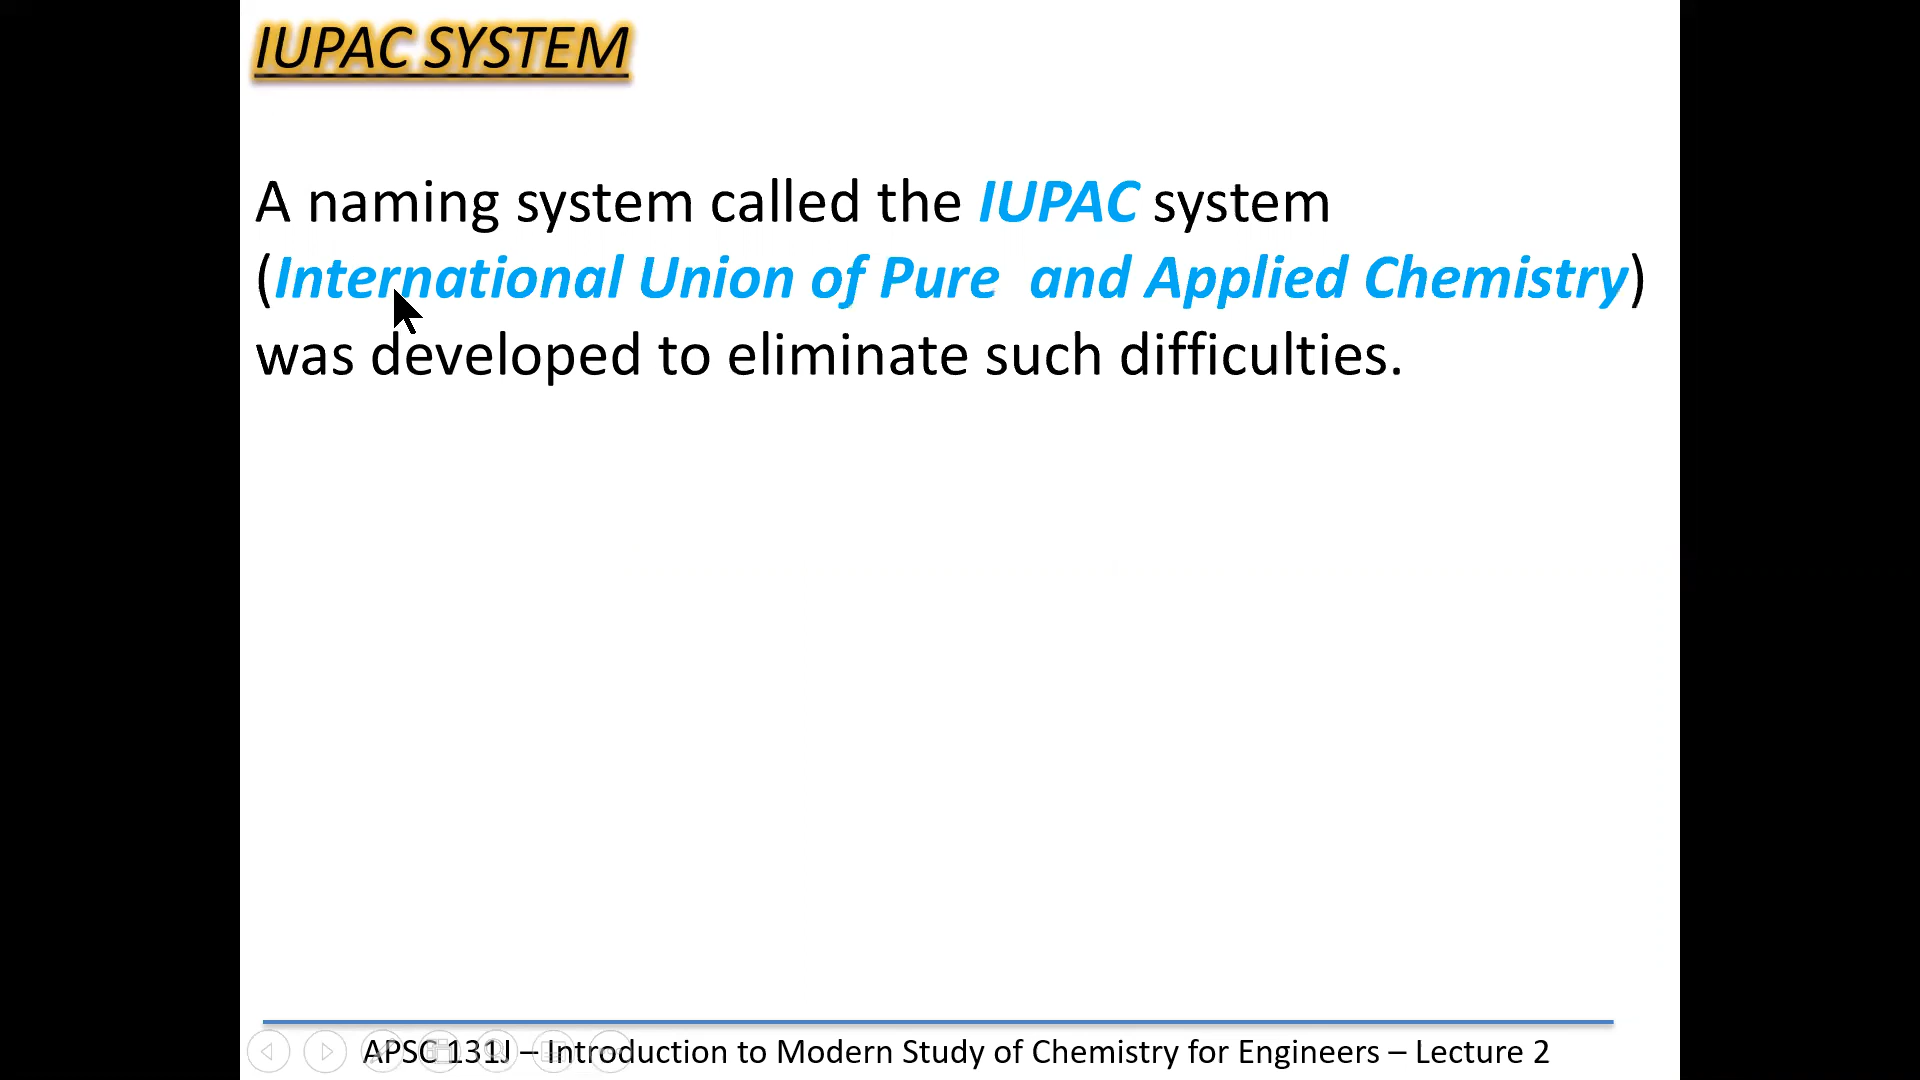 IUPAC SYSTEM
A naming system called the IUPAC system
(International Union of Pure and Applied Chemistry)
was developed to eliminate such difficulties.
APSC 131J – Introduction to Modern Study of Chemistry for Engineers – Lecture 2